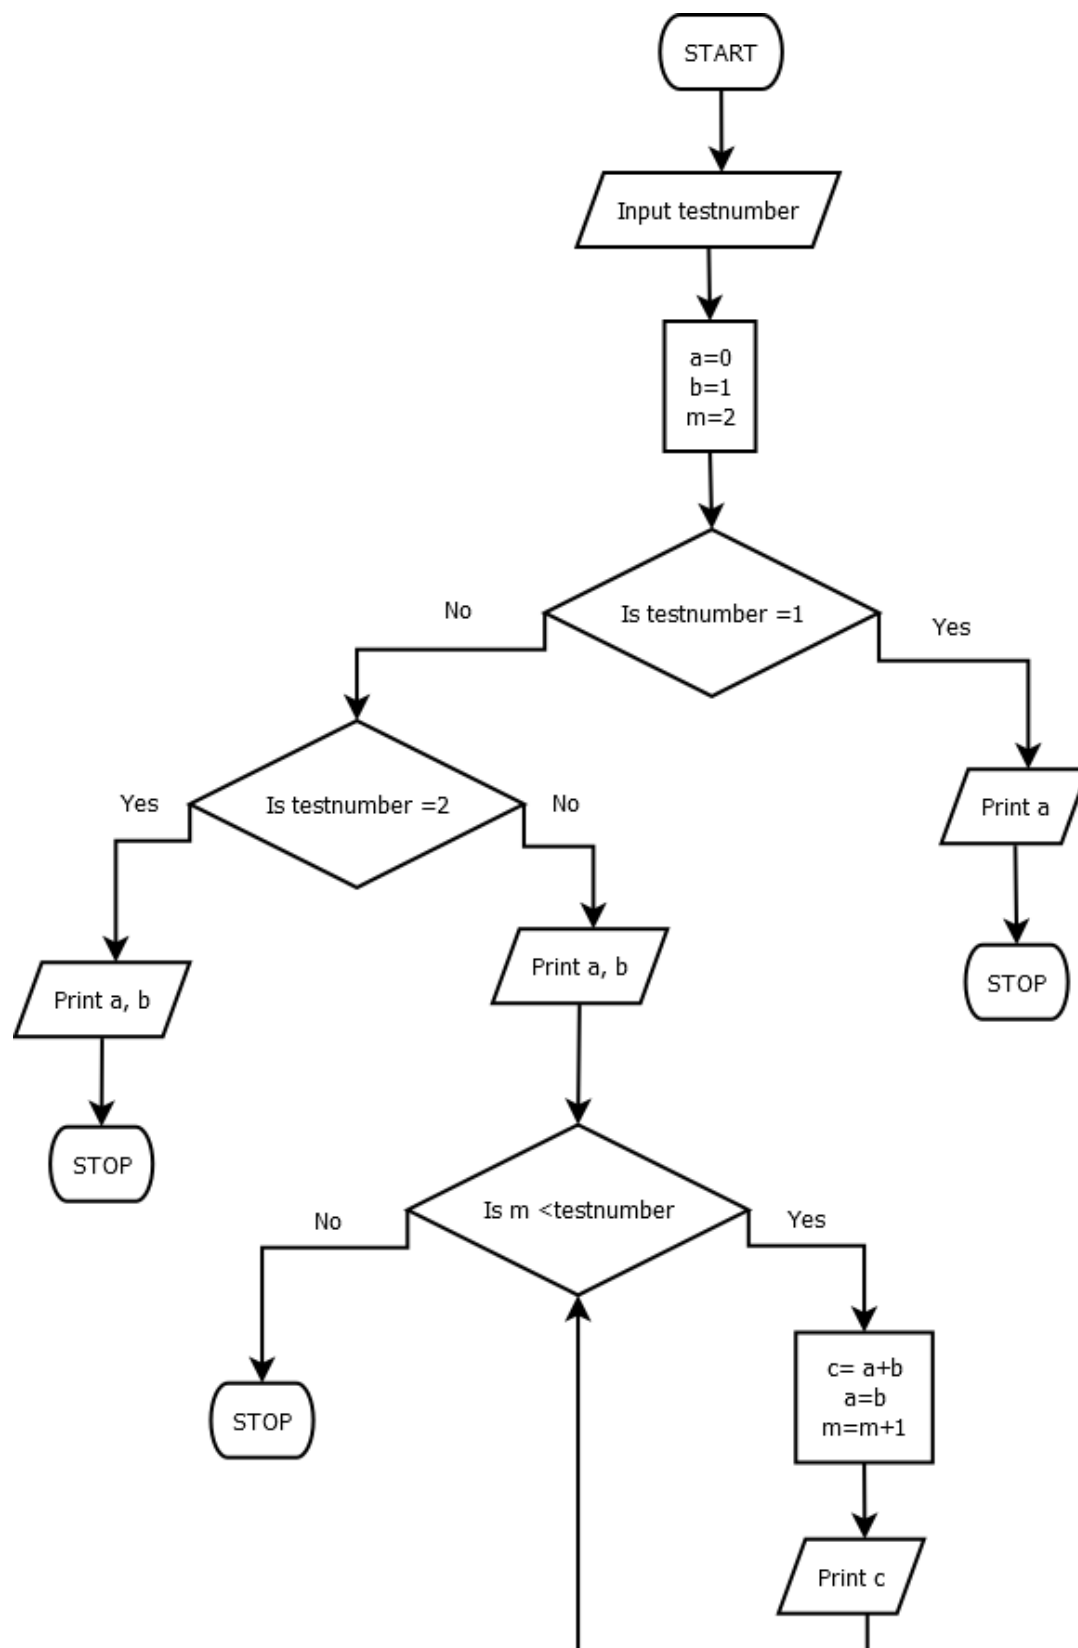 START
Input testnumber
a=0
b=1
m=2
Is testnumber =1
No
Yes
Is testnumber =2
Yes
No
Print a
Print a, b
Print a, b
STOP
STOP
Is m <testnumber
No
Yes
c= a+b
a=b
m=m+1
STOP
Print c